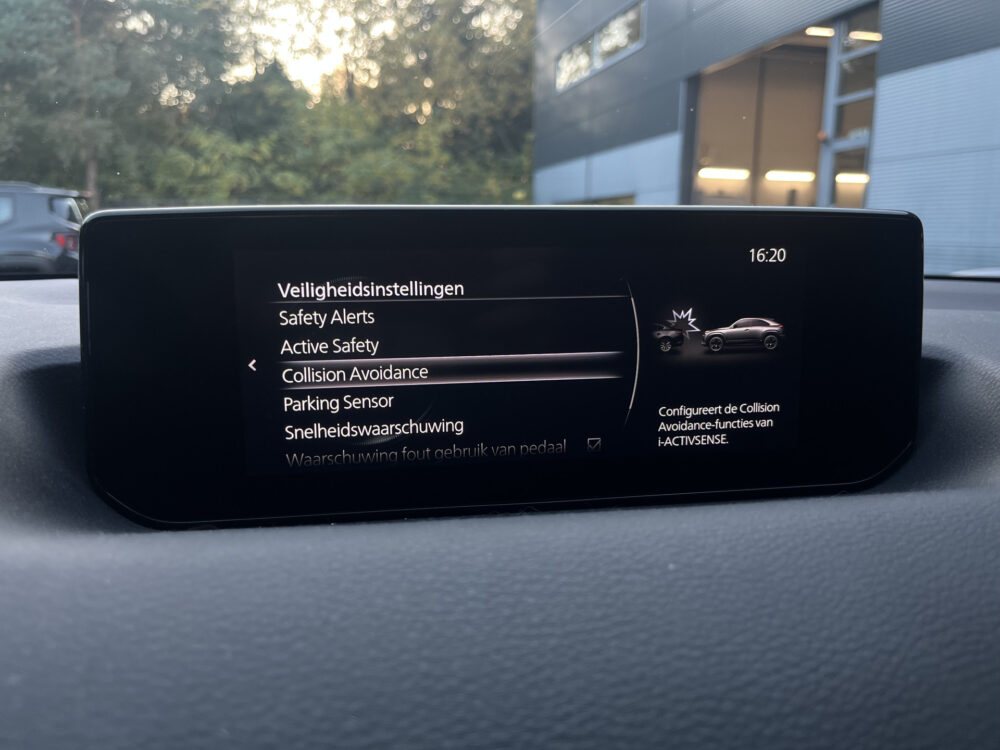 16:20
Veiligheidsinstellingen
Safety Alerts
Active Safety
Collision Avoidance
Parking Sensor
Snelheidswaarschuwing
Waarschuwing fout gebruik van pedaal
Configureert de Collision
Avoidance-functies van
i-ACTIVSENSE.